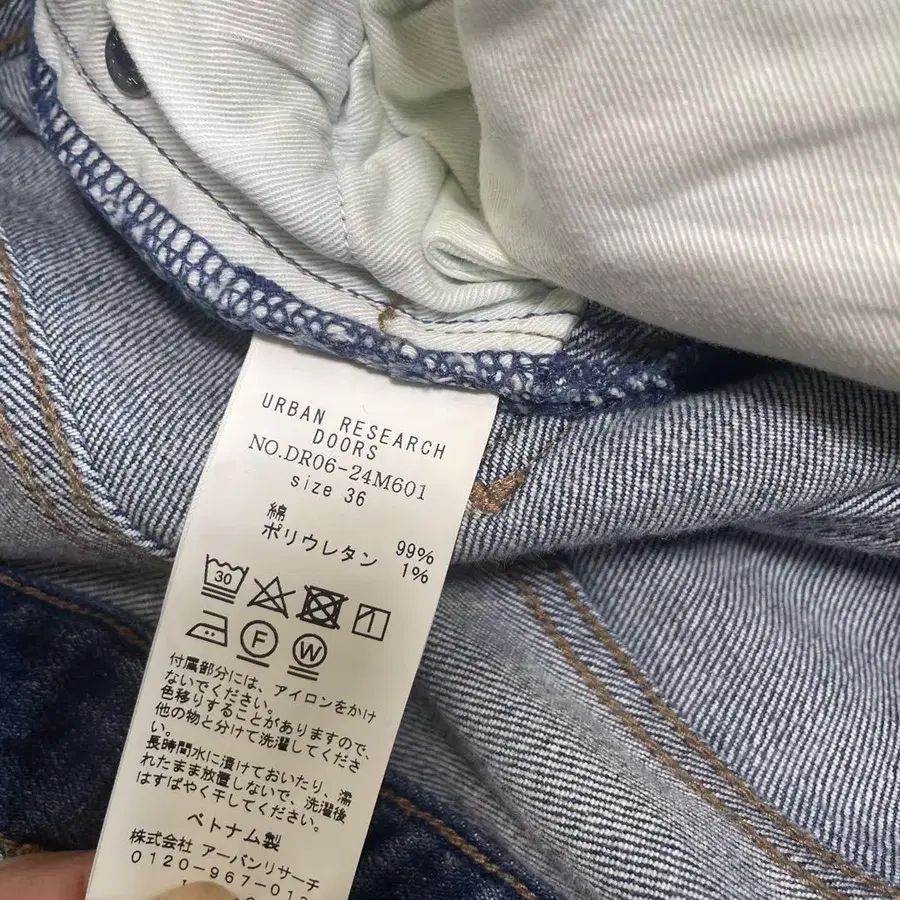 URBAN RESEARCH
DOORS
NO.DR06-24M601
size 36
綿 99%
ポリウレタン 1%
30
F W
付属部分には、アイロンをかけ
ないでください。
色移りすることがありますので、
他の物と分けて洗濯してくださ
い。
長時間水に漬けておいたり、濡
れたまま放置しないで、洗濯後
はすばやく干してください。
ベトナム製
株式会社 アーバンリサーチ
0120-967-01